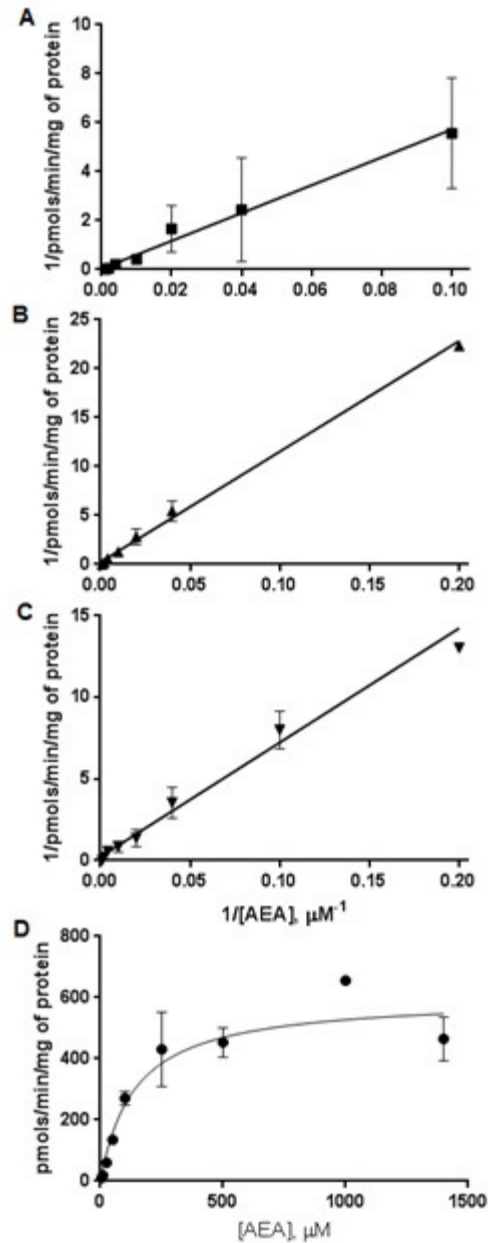 A
1/pmols/min/mg of protein
10
8
6
4
2
0
0.00 0.02 0.04 0.06 0.08 0.10
B
1/pmols/min/mg of protein
25
20
15
10
5
0
0.00 0.05 0.10 0.15 0.20
C
1/pmols/min/mg of protein
15
10
5
0
0.00 0.05 0.10 0.15 0.20
1/[AEA], µM-1
D
pmols/min/mg of protein
800
600
400
200
0
0 500 1000 1500
[AEA], µM